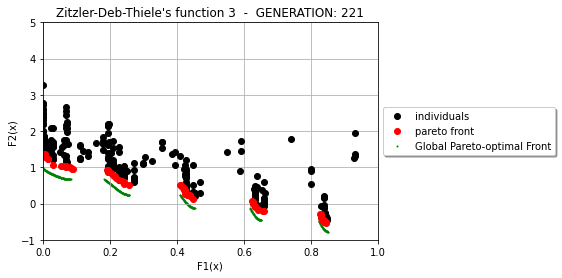 Zitzler-Deb-Thiele's function 3  -  GENERATION: 221
5
4
3
2
1
0
−1
F2(x)
0.0 0.2 0.4 0.6 0.8 1.0
F1(x)
individuals
pareto front
Global Pareto-optimal Front